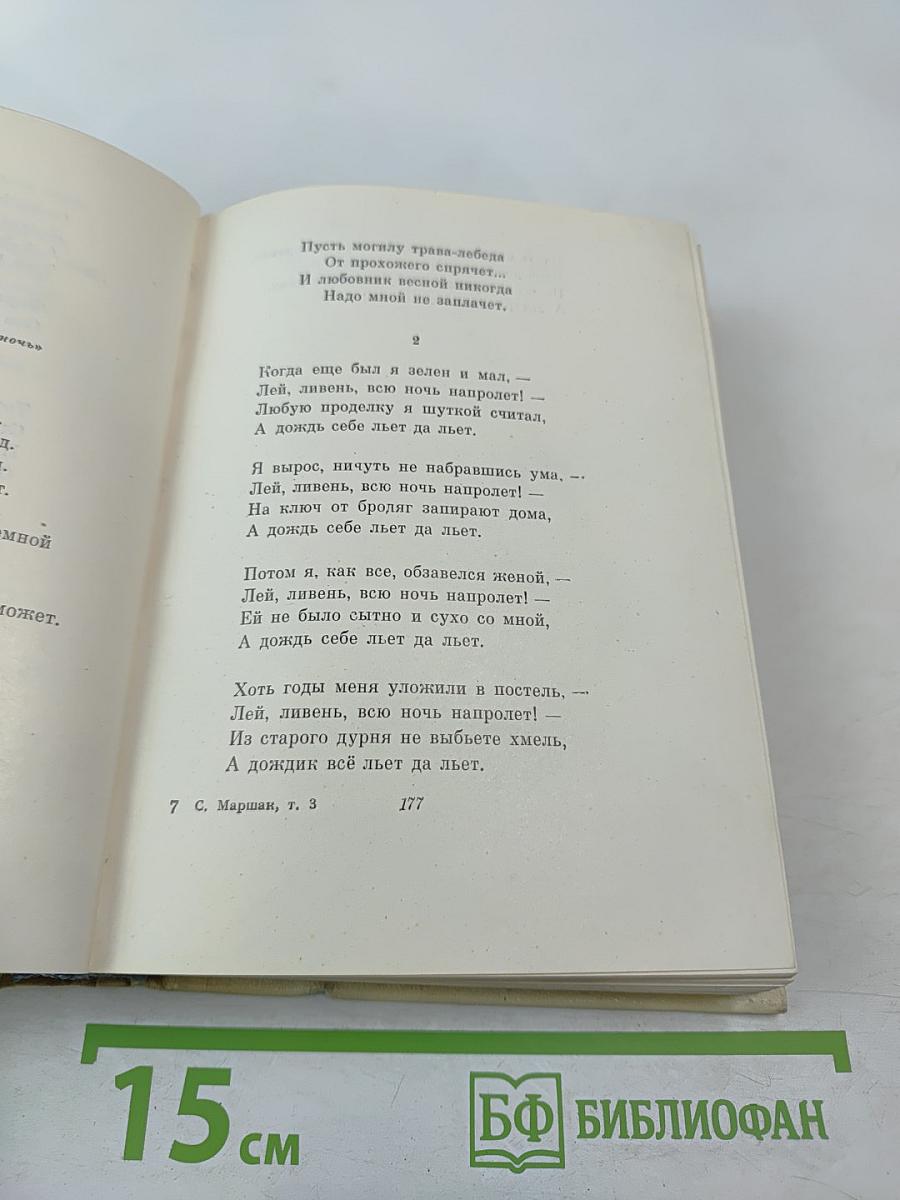 ночь»
д.
т.
емной
может.
Пусть могилу трава-лебеда
От прохожего спрячет...
И любовник весной никогда
Надо мной не заплачет.
2
Когда еще был я зелен и мал, —
Лей, ливень, всю ночь напролет! —
Любую проделку я шуткой считал,
А дождь себе льет да льет.
Я вырос, ничуть не набравшись ума, —
Лей, ливень, всю ночь напролет! —
На ключ от бродяг запирают дома,
А дождь себе льет да льет.
Потом я, как все, обзавелся женой, —
Лей, ливень, всю ночь напролет! —
Ей не было сытно и сухо со мной,
А дождь себе льет да льет.
Хоть годы меня уложили в постель, —
Лей, ливень, всю ночь напролет! —
Из старого дурня не выбьете хмель,
А дождик всё льет да льет.
7 С. Маршак, т. 3 177
15 см
БФ БИБЛИОФАН